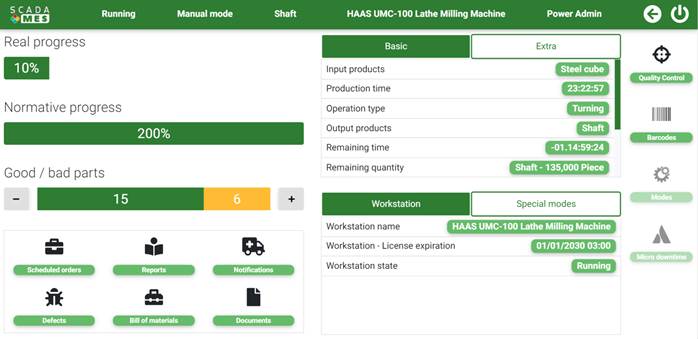 SCADA
MES
Running
Manual mode
Shaft
HAAS UMC-100 Lathe Milling Machine
Power Admin
Real progress
10%
Normative progress
200%
Good / bad parts
−
15
6
+
Scheduled orders
Reports
Notifications
Defects
Bill of materials
Documents
Basic
Extra
Input products Steel cube
Production time 23:22:57
Operation type Turning
Output products Shaft
Remaining time -01.14:59:24
Remaining quantity Shaft - 135,000 Piece
Workstation
Special modes
Workstation name HAAS UMC-100 Lathe Milling Machine
Workstation - License expiration 01/01/2030 03:00
Workstation state Running
Quality Control
Barcodes
Modes
Micro downtime